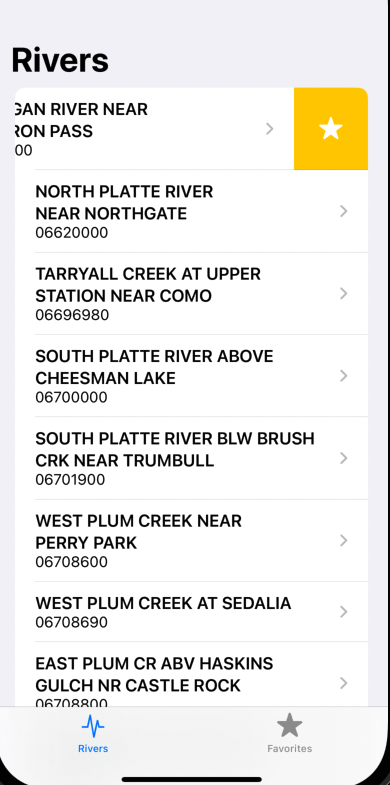 Rivers
GAN RIVER NEAR
RON PASS
00
NORTH PLATTE RIVER
NEAR NORTHGATE
06620000
TARRYALL CREEK AT UPPER
STATION NEAR COMO
06696980
SOUTH PLATTE RIVER ABOVE
CHEESMAN LAKE
06700000
SOUTH PLATTE RIVER BLW BRUSH
CRK NEAR TRUMBULL
06701900
WEST PLUM CREEK NEAR
PERRY PARK
06708600
WEST PLUM CREEK AT SEDALIA
06708690
EAST PLUM CR ABV HASKINS
GULCH NR CASTLE ROCK
06708800
Rivers
Favorites